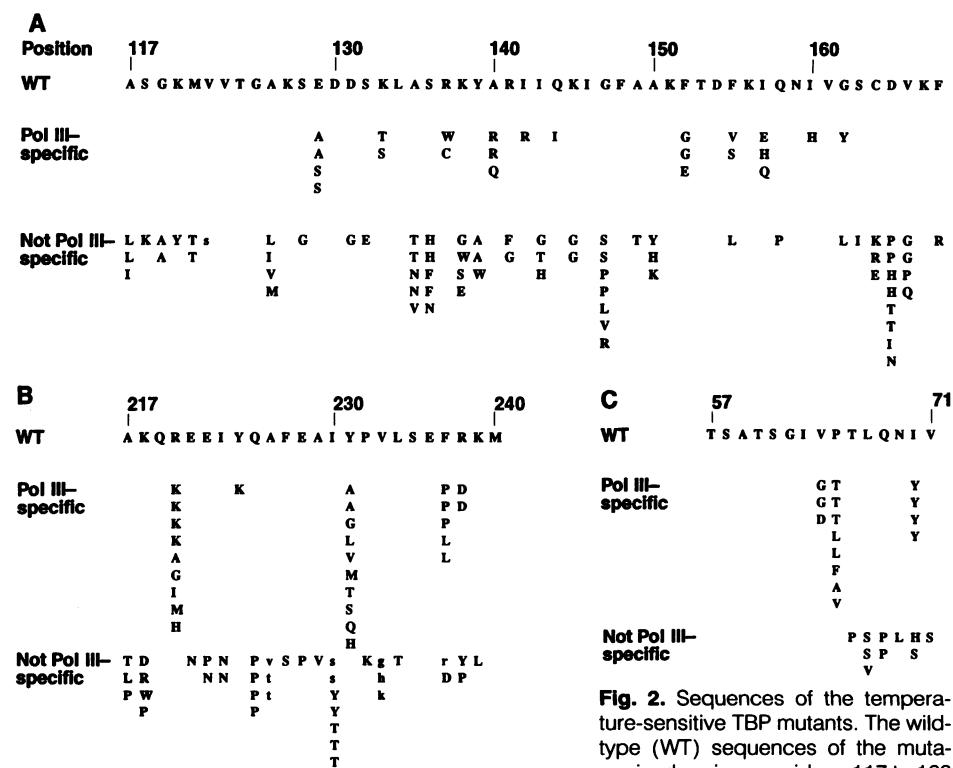 A
Position 117 130 140 150 160
WT A S G K M V V T G A K S E D D S K L A S R K Y A R I I Q K I G F A A K F T D F K I Q N I V G S C D V K F
Pol III– A T W R R I G V E H Y
specific A S C R G S H
S Q E Q
S
Not Pol III– L K A Y T s L G G E T H G A F G G S T Y L P L I K P G R
specific L A T I T H W A G T G S H R P G
I V N F S W H P K E H P
M N F E P H Q
V N L T
V T
R I
N
B
217 230 240
WT A K Q R E E I Y Q A F E A I Y P V L S E F R K M
Pol III– K K A P D
specific K A P D
K G P
K L L
A V L
G M
I T
M S
H Q
H
Not Pol III– T D N P N P v S P V s K g T r Y L
specific L R N N P t s h D P
P W P t Y k
P P Y
T
T
T
C
57 71
WT T S A T S G I V P T L Q N I V
Pol III– G T Y
specific G T Y
D T Y
L Y
L
F
A
V
Not Pol III– P S P L H S
specific S P S
V
Fig. 2. Sequences of the tempera-
ture-sensitive TBP mutants. The wild-
type (WT) sequences of the muta-